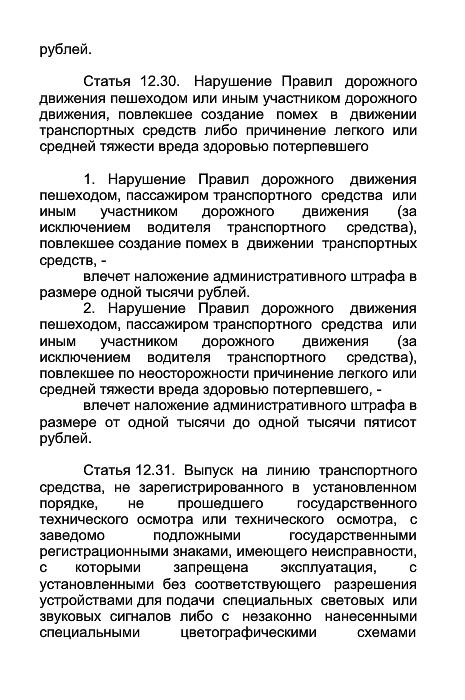 рублей.
Статья 12.30. Нарушение Правил дорожного
движения пешеходом или иным участником дорожного
движения, повлекшее создание помех в движении
транспортных средств либо причинение легкого или
средней тяжести вреда здоровью потерпевшего
1. Нарушение Правил дорожного движения
пешеходом, пассажиром транспортного средства или
иным участником дорожного движения (за
исключением водителя транспортного средства),
повлекшее создание помех в движении транспортных
средств, -
влечет наложение административного штрафа в
размере одной тысячи рублей.
2. Нарушение Правил дорожного движения
пешеходом, пассажиром транспортного средства или
иным участником дорожного движения (за
исключением водителя транспортного средства),
повлекшее по неосторожности причинение легкого или
средней тяжести вреда здоровью потерпевшего, -
влечет наложение административного штрафа в
размере от одной тысячи до одной тысячи пятисот
рублей.
Статья 12.31. Выпуск на линию транспортного
средства, не зарегистрированного в установленном
порядке, не прошедшего государственного
технического осмотра или технического осмотра, с
заведомо подложными государственными
регистрационными знаками, имеющего неисправности,
с которыми запрещена эксплуатация, с
установленными без соответствующего разрешения
устройствами для подачи специальных световых или
звуковых сигналов либо с незаконно нанесенными
специальными цветографическими схемами